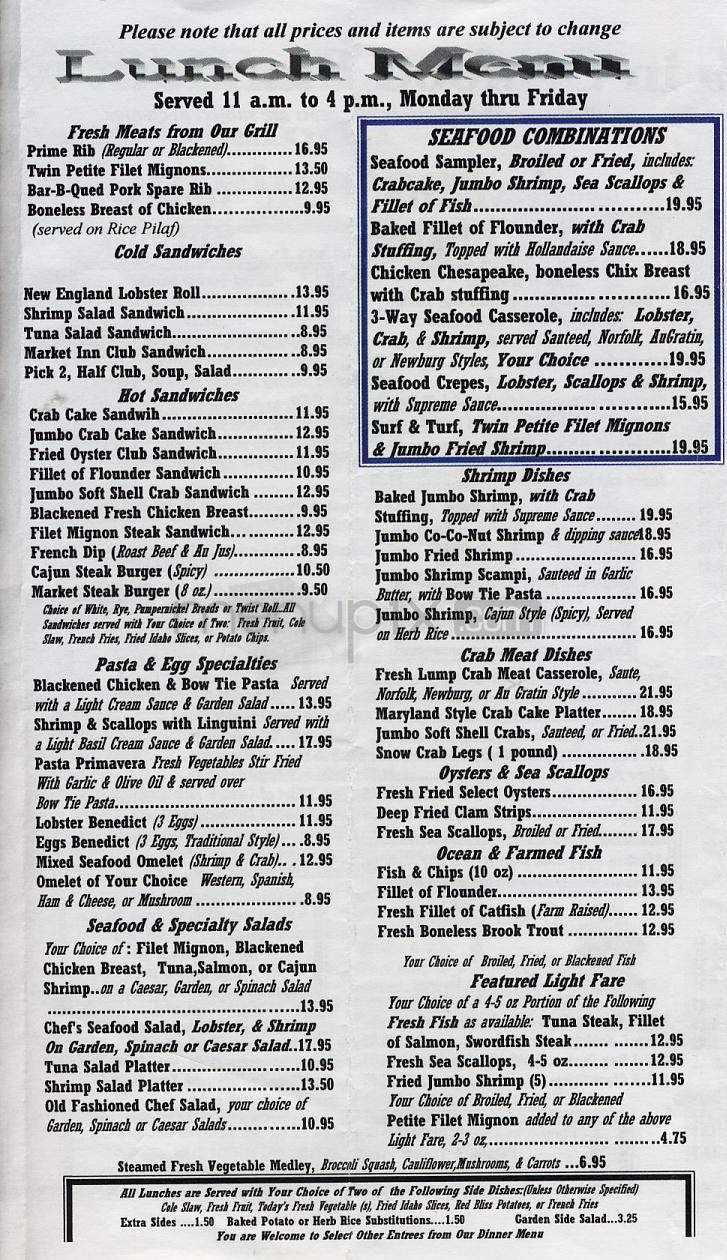 Please note that all prices and items are subject to change
Lunch Menu
Served 11 a.m. to 4 p.m., Monday thru Friday
Fresh Meats from Our Grill
Prime Rib (Regular or Blackened)..............16.95
Twin Petite Filet Mignons..................13.50
Bar-B-Qued Pork Spare Rib ................12.95
Boneless Breast of Chicken...................9.95
(served on Rice Pilaf)
Cold Sandwiches
New England Lobster Roll....................13.95
Shrimp Salad Sandwich.......................11.95
Tuna Salad Sandwich...........................8.95
Market Inn Club Sandwich....................8.95
Pick 2, Half Club, Soup, Salad...............9.95
Hot Sandwiches
Crab Cake Sandwih............................11.95
Jumbo Crab Cake Sandwich.................12.95
Fried Oyster Club Sandwich.................11.95
Fillet of Flounder Sandwich................10.95
Jumbo Soft Shell Crab Sandwich ........12.95
Blackened Fresh Chicken Breast...........9.95
Filet Mignon Steak Sandwich... ..........12.95
French Dip (Roast Beef & Au Jus)..............8.95
Cajun Steak Burger (Spicy) .................10.50
Market Steak Burger (8 oz.)...................9.50
Choice of White, Rye, Pumpernickel Breads or Twist Roll..All
Sandwiches served with Your Choice of Two: Fresh Fruit, Cole
Slaw, French Fries, Fried Idaho Slices, or Potato Chips.
Pasta & Egg Specialties
Blackened Chicken & Bow Tie Pasta Served
with a Light Cream Sauce & Garden Salad..... 13.95
Shrimp & Scallops with Linguini Served with
a Light Basil Cream Sauce & Garden Salad..... 17.95
Pasta Primavera Fresh Vegetables Stir Fried
With Garlic & Olive Oil & served over
Bow Tie Pasta...................................... 11.95
Lobster Benedict (3 Eggs).................... 11.95
Eggs Benedict (3 Eggs, Traditional Style).... .8.95
Mixed Seafood Omelet (Shrimp & Crab).. . 12.95
Omelet of Your Choice Western, Spanish,
Ham & Cheese, or Mushroom ......................8.95
Seafood & Specialty Salads
Your Choice of: Filet Mignon, Blackened
Chicken Breast, Tuna,Salmon, or Cajun
Shrimp..on a Caesar, Garden, or Spinach Salad
....................................................13.95
Chef's Seafood Salad, Lobster, & Shrimp
On Garden, Spinach or Caesar Salad..17.95
Tuna Salad Platter...........................10.95
Shrimp Salad Platter .......................13.50
Old Fashioned Chef Salad, your choice of
Garden, Spinach or Caesar Salads...............10.95
SEAFOOD COMBINATIONS
Seafood Sampler, Broiled or Fried, includes:
Crabcake, Jumbo Shrimp, Sea Scallops &
Fillet of Fish.......................................19.95
Baked Fillet of Flounder, with Crab
Stuffing, Topped with Hollandaise Sauce......18.95
Chicken Chesapeake, boneless Chix Breast
with Crab stuffing............................... 16.95
3-Way Seafood Casserole, includes: Lobster,
Crab, & Shrimp, served Sauteed, Norfolk, AuGratin,
or Newburg Styles, Your Choice ...............19.95
Seafood Crepes, Lobster, Scallops & Shrimp,
with Supreme Sauce...................................15.95
Surf & Turf, Twin Petite Filet Mignons
& Jumbo Fried Shrimp.........................19.95
Shrimp Dishes
Baked Jumbo Shrimp, with Crab
Stuffing, Topped with Supreme Sauce........ 19.95
Jumbo Co-Co-Nut Shrimp & dipping sauce18.95
Jumbo Fried Shrimp......................... 16.95
Jumbo Shrimp Scampi, Sauteed in Garlic
Butter, with Bow Tie Pasta .................. 16.95
Jumbo Shrimp, Cajun Style (Spicy), Served
on Herb Rice ...................................... 16.95
Crab Meat Dishes
Fresh Lump Crab Meat Casserole, Saute,
Norfolk, Newburg, or Au Gratin Style ...........21.95
Maryland Style Crab Cake Platter....... 18.95
Jumbo Soft Shell Crabs, Sauteed, or Fried..21.95
Snow Crab Legs ( 1 pound) .................18.95
Oysters & Sea Scallops
Fresh Fried Select Oysters.................. 16.95
Deep Fried Clam Strips...................... 11.95
Fresh Sea Scallops, Broiled or Fried........ 17.95
Ocean & Farmed Fish
Fish & Chips (10 oz) ......................... 11.95
Fillet of Flounder............................. 13.95
Fresh Fillet of Catfish (Farm Raised)...... 12.95
Fresh Boneless Brook Trout ............... 12.95
Your Choice of Broiled, Fried, or Blackened Fish
Featured Light Fare
Your Choice of a 4-5 oz Portion of the Following
Fresh Fish as available: Tuna Steak, Fillet
of Salmon, Swordfish Steak....... .......12.95
Fresh Sea Scallops, 4-5 oz........ .......12.95
Fried Jumbo Shrimp (5)............ .......11.95
Your Choice of Broiled, Fried, or Blackened
Petite Filet Mignon added to any of the above
Light Fare, 2-3 oz,......................... .........4.75
Steamed Fresh Vegetable Medley, Broccoli Squash, Cauliflower,Mushrooms, & Carrots ...6.95
All Lunches are Served with Your Choice of Two of the Following Side Dishes:(Unless Otherwise Specified)
Cole Slaw, Fresh Fruit, Today's Fresh Vegetable (s), Fried Idaho Slices, Red Bliss Potatoes, or French Fries
Extra Sides ....1.50 Baked Potato or Herb Rice Substitutions....1.50 Garden Side Salad...3.25
You are Welcome to Select Other Entrees from Our Dinner Menu